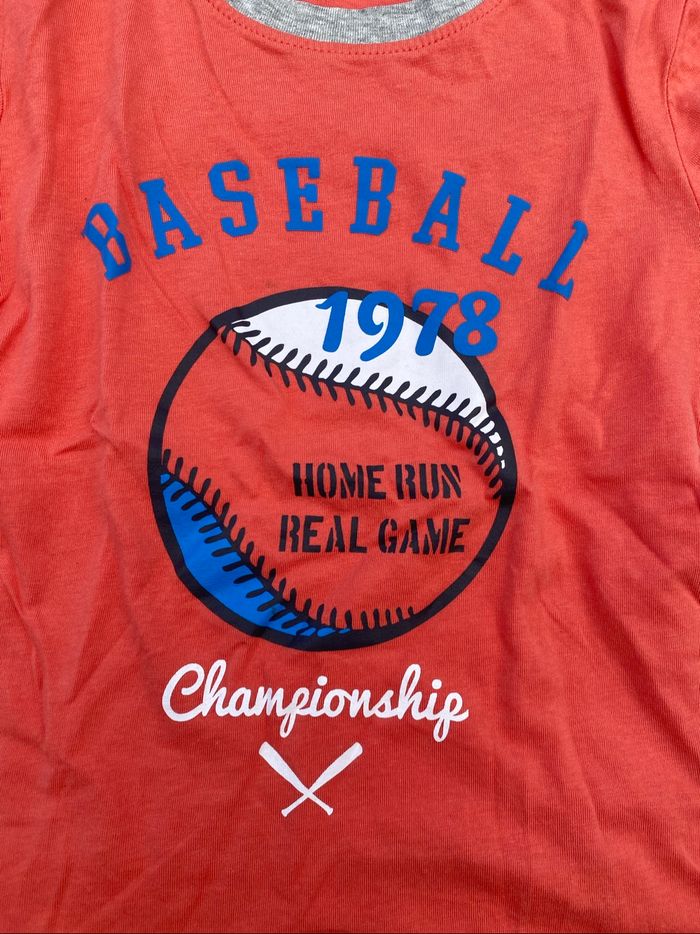 BASEBALL
1978
HOME RUN
REAL GAME
Championship